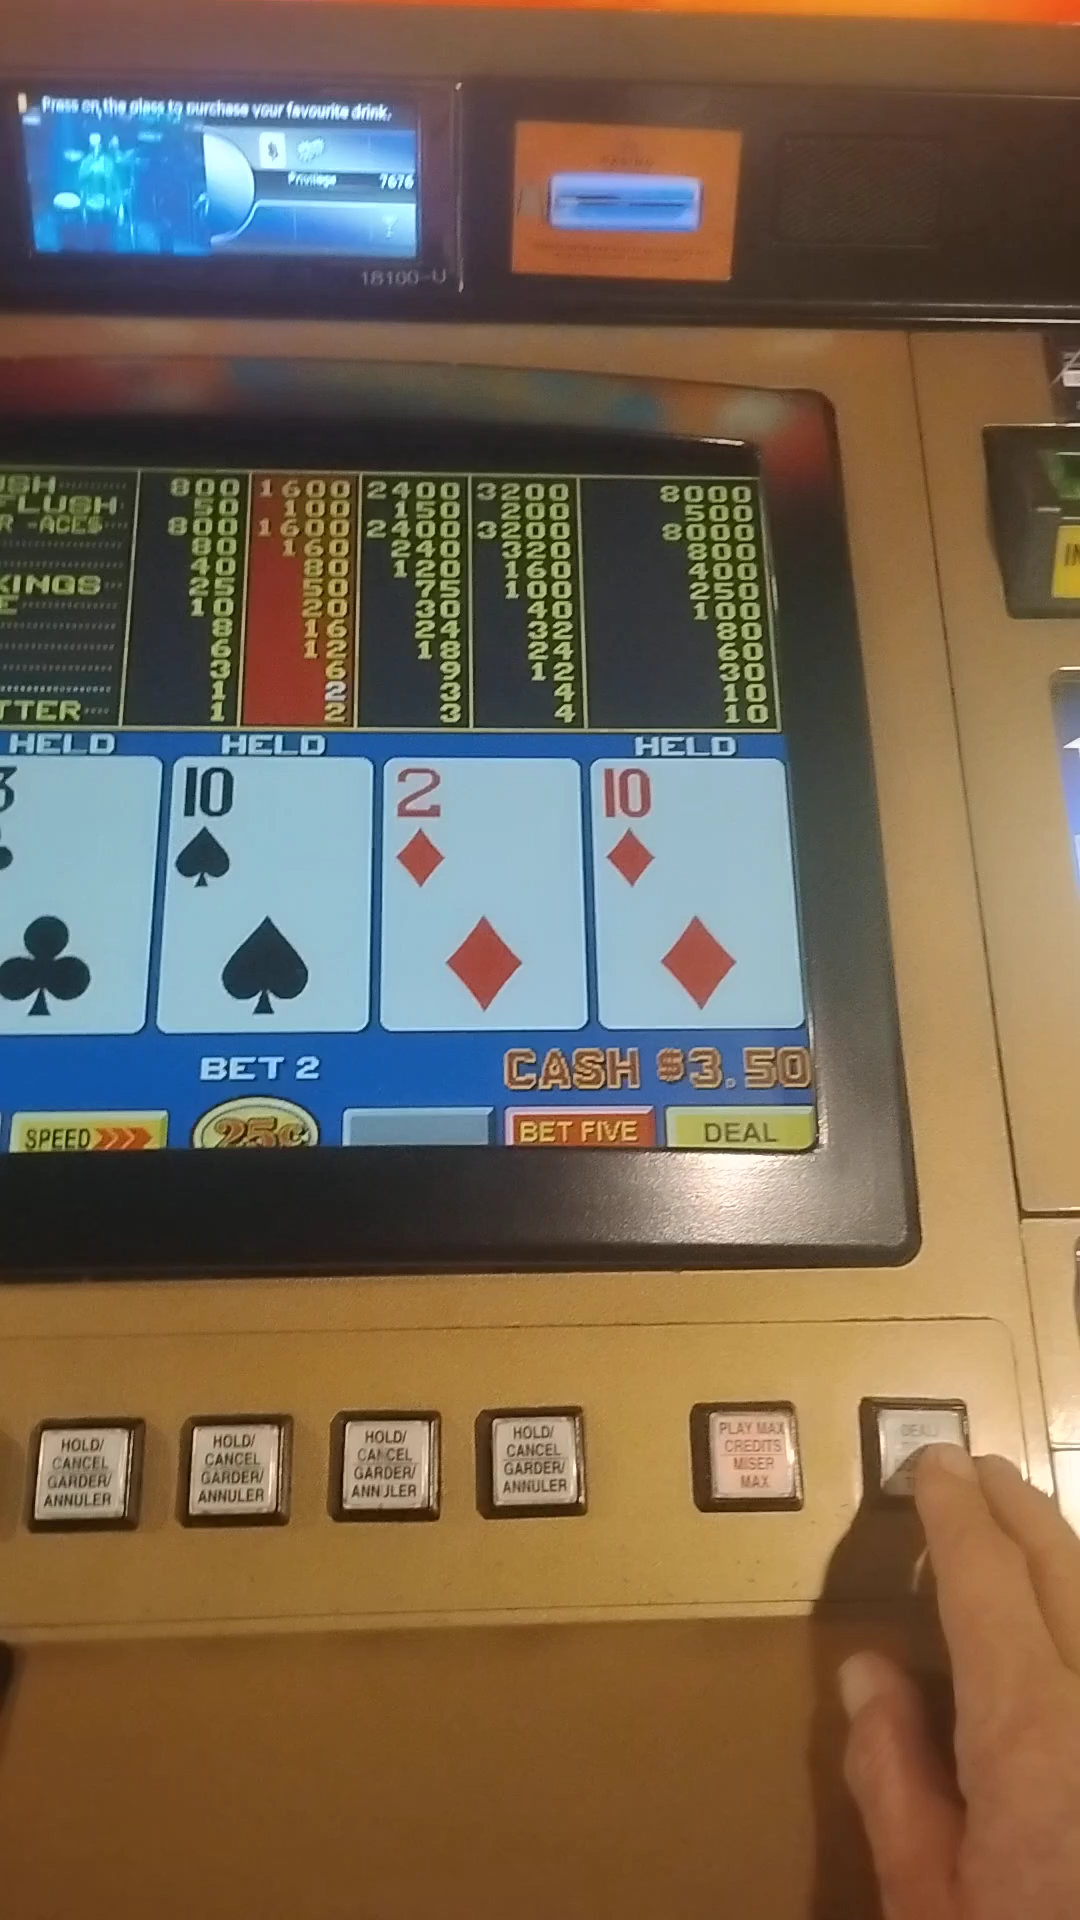 Press on the glass to purchase your favourite drink.
$
Privilege 7676
CASINO
18100-U
USH 800 1600 2400 3200 8000
FLUSH 50 100 150 200 500
R -ACES 800 1600 2400 3200 8000
80 160 240 320 800
40 80 120 160 400
KINGS 25 50 75 100 250
E 10 20 30 40 100
8 16 24 32 80
6 12 18 24 60
3 6 9 12 30
1 2 3 4 10
TTER 1 2 3 4 10
HELD HELD HELD
3 10 2 10
BET 2 CASH $3.50
SPEED >>> 25¢ BET FIVE DEAL
HOLD/
CANCEL
GARDER/
ANNULER
HOLD/
CANCEL
GARDER/
ANNULER
HOLD/
CANCEL
GARDER/
ANNULER
HOLD/
CANCEL
GARDER/
ANNULER
PLAY MAX
CREDITS
MISER
MAX
DEAL/
IN